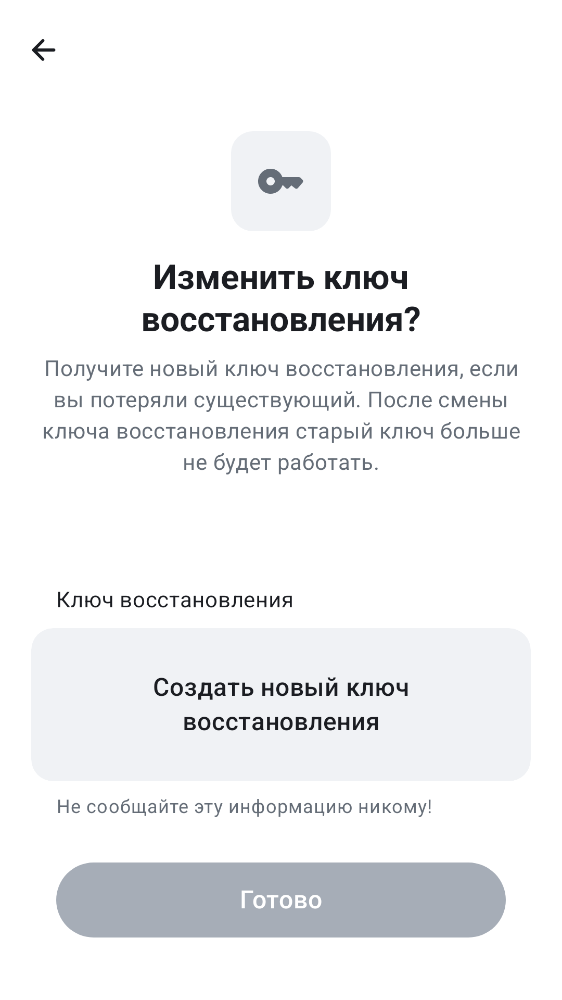 Изменить ключ
восстановления?
Получите новый ключ восстановления, если
вы потеряли существующий. После смены
ключа восстановления старый ключ больше
не будет работать.
Ключ восстановления
Создать новый ключ
восстановления
Не сообщайте эту информацию никому!
Готово